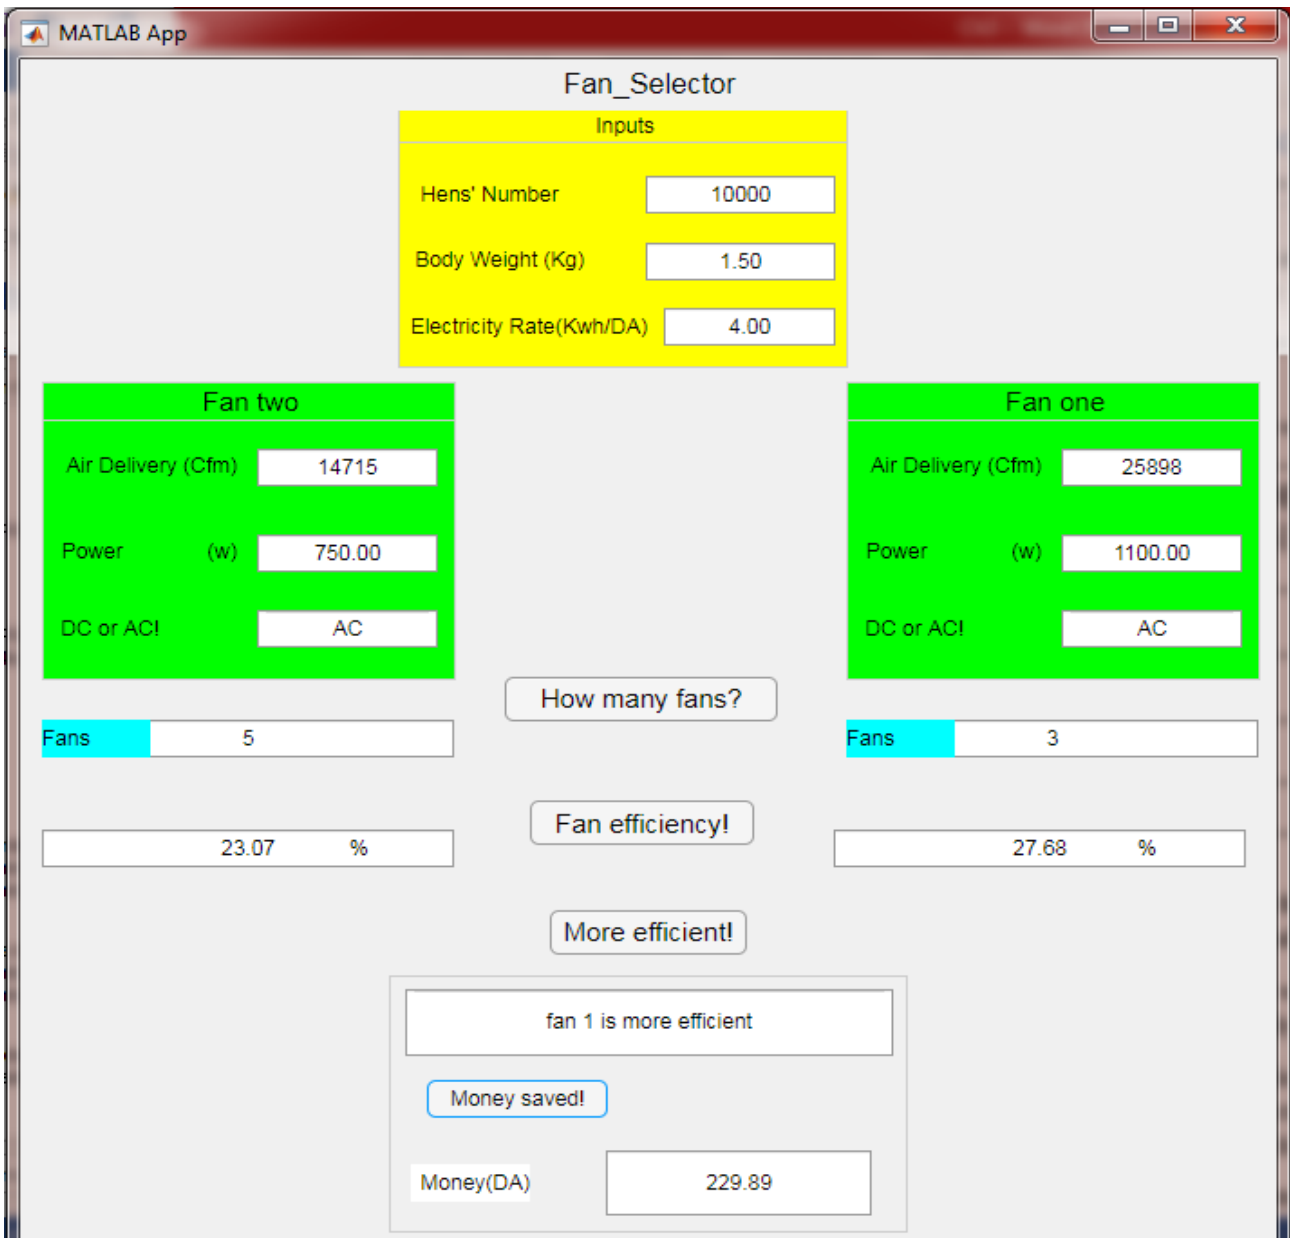 MATLAB App
Fan_Selector
Inputs
Hens' Number 10000
Body Weight (Kg) 1.50
Electricity Rate(Kwh/DA) 4.00
Fan two
Air Delivery (Cfm) 14715
Power (w) 750.00
DC or AC! AC
Fan one
Air Delivery (Cfm) 25898
Power (w) 1100.00
DC or AC! AC
How many fans?
Fans 5
Fans 3
Fan efficiency!
23.07 %
27.68 %
More efficient!
fan 1 is more efficient
Money saved!
Money(DA) 229.89